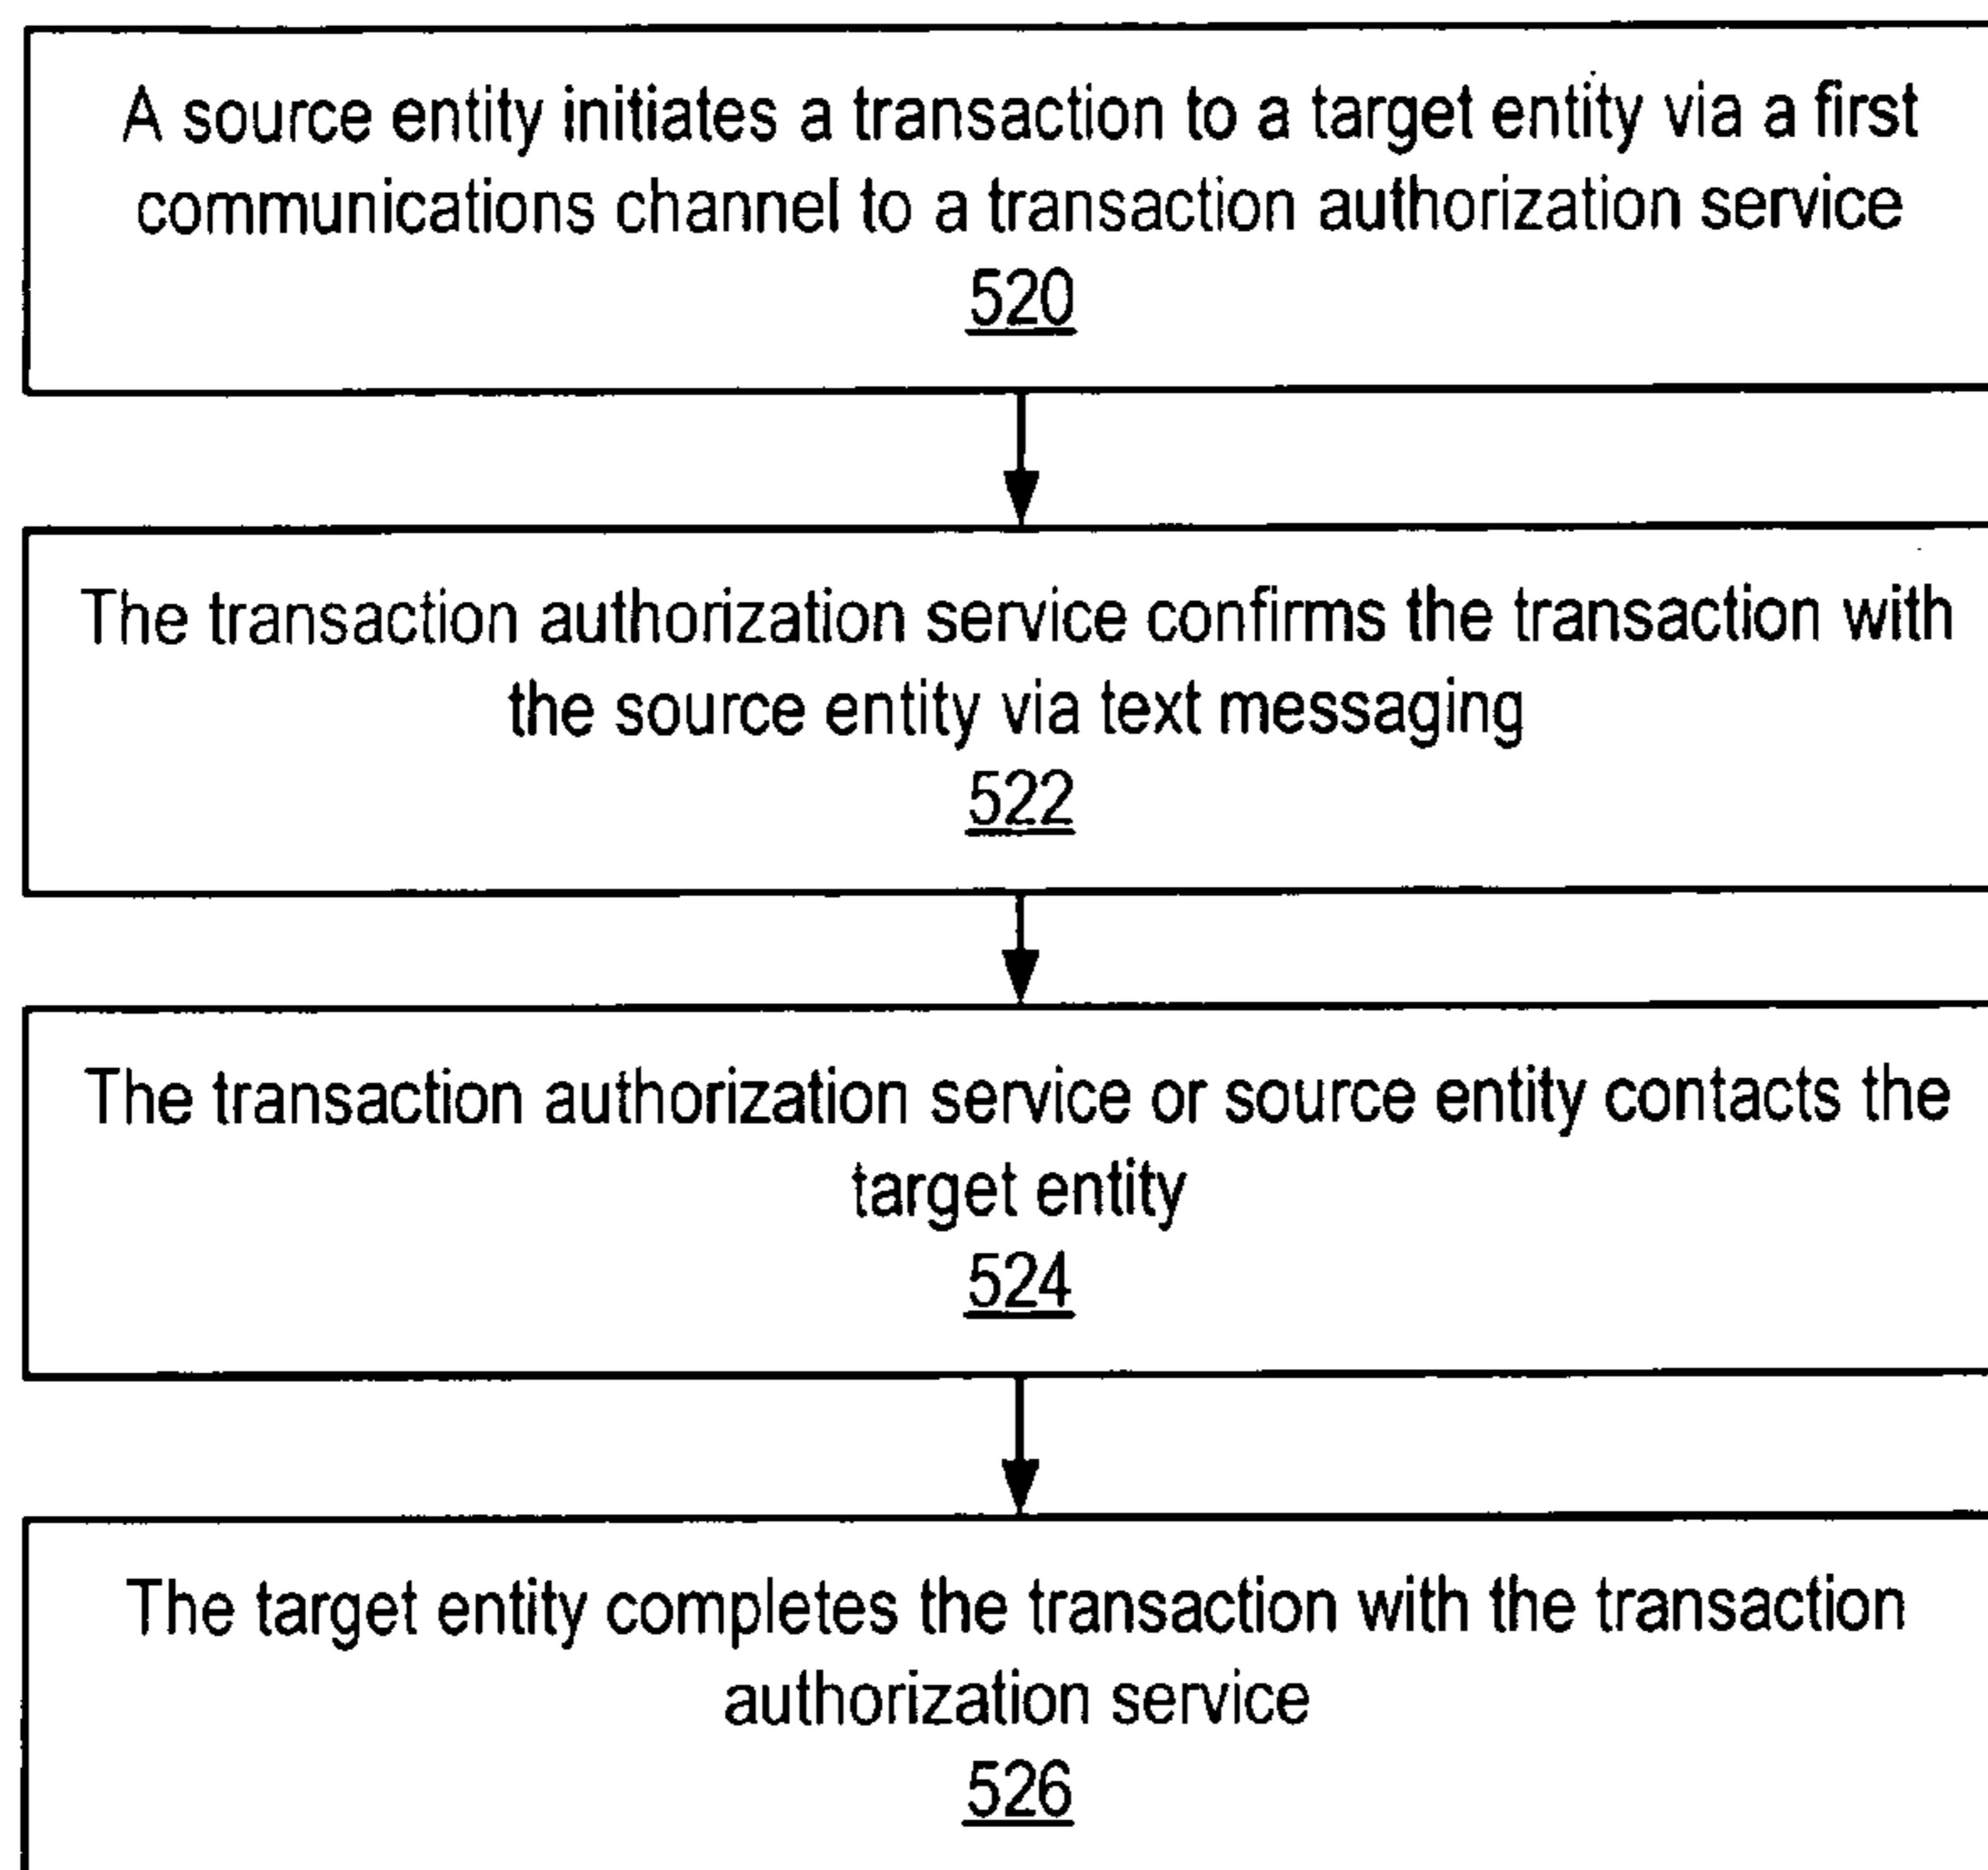 A source entity initiates a transaction to a target entity via a first
communications channel to a transaction authorization service
520
The transaction authorization service confirms the transaction with
the source entity via text messaging
522
The transaction authorization service or source entity contacts the
target entity
524
The target entity completes the transaction with the transaction
authorization service
526